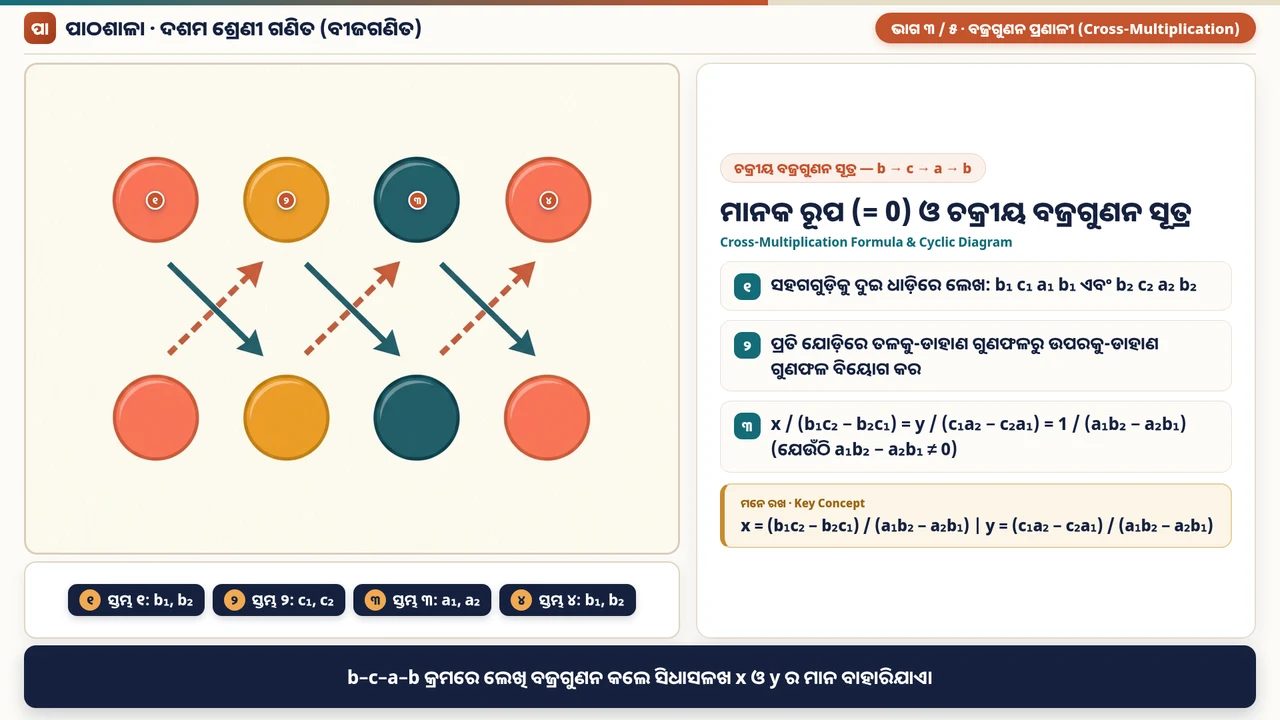 ପା ପାଠଶାଳା · ଦଶମ ଶ୍ରେଣୀ ଗଣିତ (ବୀଜଗଣିତ)
ଭାଗ ୩ / ୫ · ବଜ୍ରଗୁଣନ ପ୍ରଣାଳୀ (Cross-Multiplication)
୧ ୨ ୩ ୪
ଚକ୍ରୀୟ ବଜ୍ରଗୁଣନ ସୂତ୍ର — b → c → a → b
ମାନକ ରୂପ (= 0) ଓ ଚକ୍ରୀୟ ବଜ୍ରଗୁଣନ ସୂତ୍ର
Cross-Multiplication Formula & Cyclic Diagram
୧ ସହଗଗୁଡ଼ିକୁ ଦୁଇ ଧାଡ଼ିରେ ଲେଖ: b₁ c₁ a₁ b₁ ଏବଂ b₂ c₂ a₂ b₂
୨ ପ୍ରତି ଯୋଡ଼ିରେ ତଳକୁ-ଡାହାଣ ଗୁଣଫଳରୁ ଉପରକୁ-ଡାହାଣ
ଗୁଣଫଳ ବିୟୋଗ କର
୩ x / (b₁c₂ − b₂c₁) = y / (c₁a₂ − c₂a₁) = 1 / (a₁b₂ − a₂b₁)
(ଯେଉଁଠି a₁b₂ − a₂b₁ ≠ 0)
ମନେ ରଖ · Key Concept
x = (b₁c₂ − b₂c₁) / (a₁b₂ − a₂b₁) | y = (c₁a₂ − c₂a₁) / (a₁b₂ − a₂b₁)
୧ ସ୍ତମ୍ଭ ୧: b₁, b₂
୨ ସ୍ତମ୍ଭ ୨: c₁, c₂
୩ ସ୍ତମ୍ଭ ୩: a₁, a₂
୪ ସ୍ତମ୍ଭ ୪: b₁, b₂
b–c–a–b କ୍ରମରେ ଲେଖି ବଜ୍ରଗୁଣନ କଲେ ସିଧାସଳଖ x ଓ y ର ମାନ ବାହାରିଯାଏ।